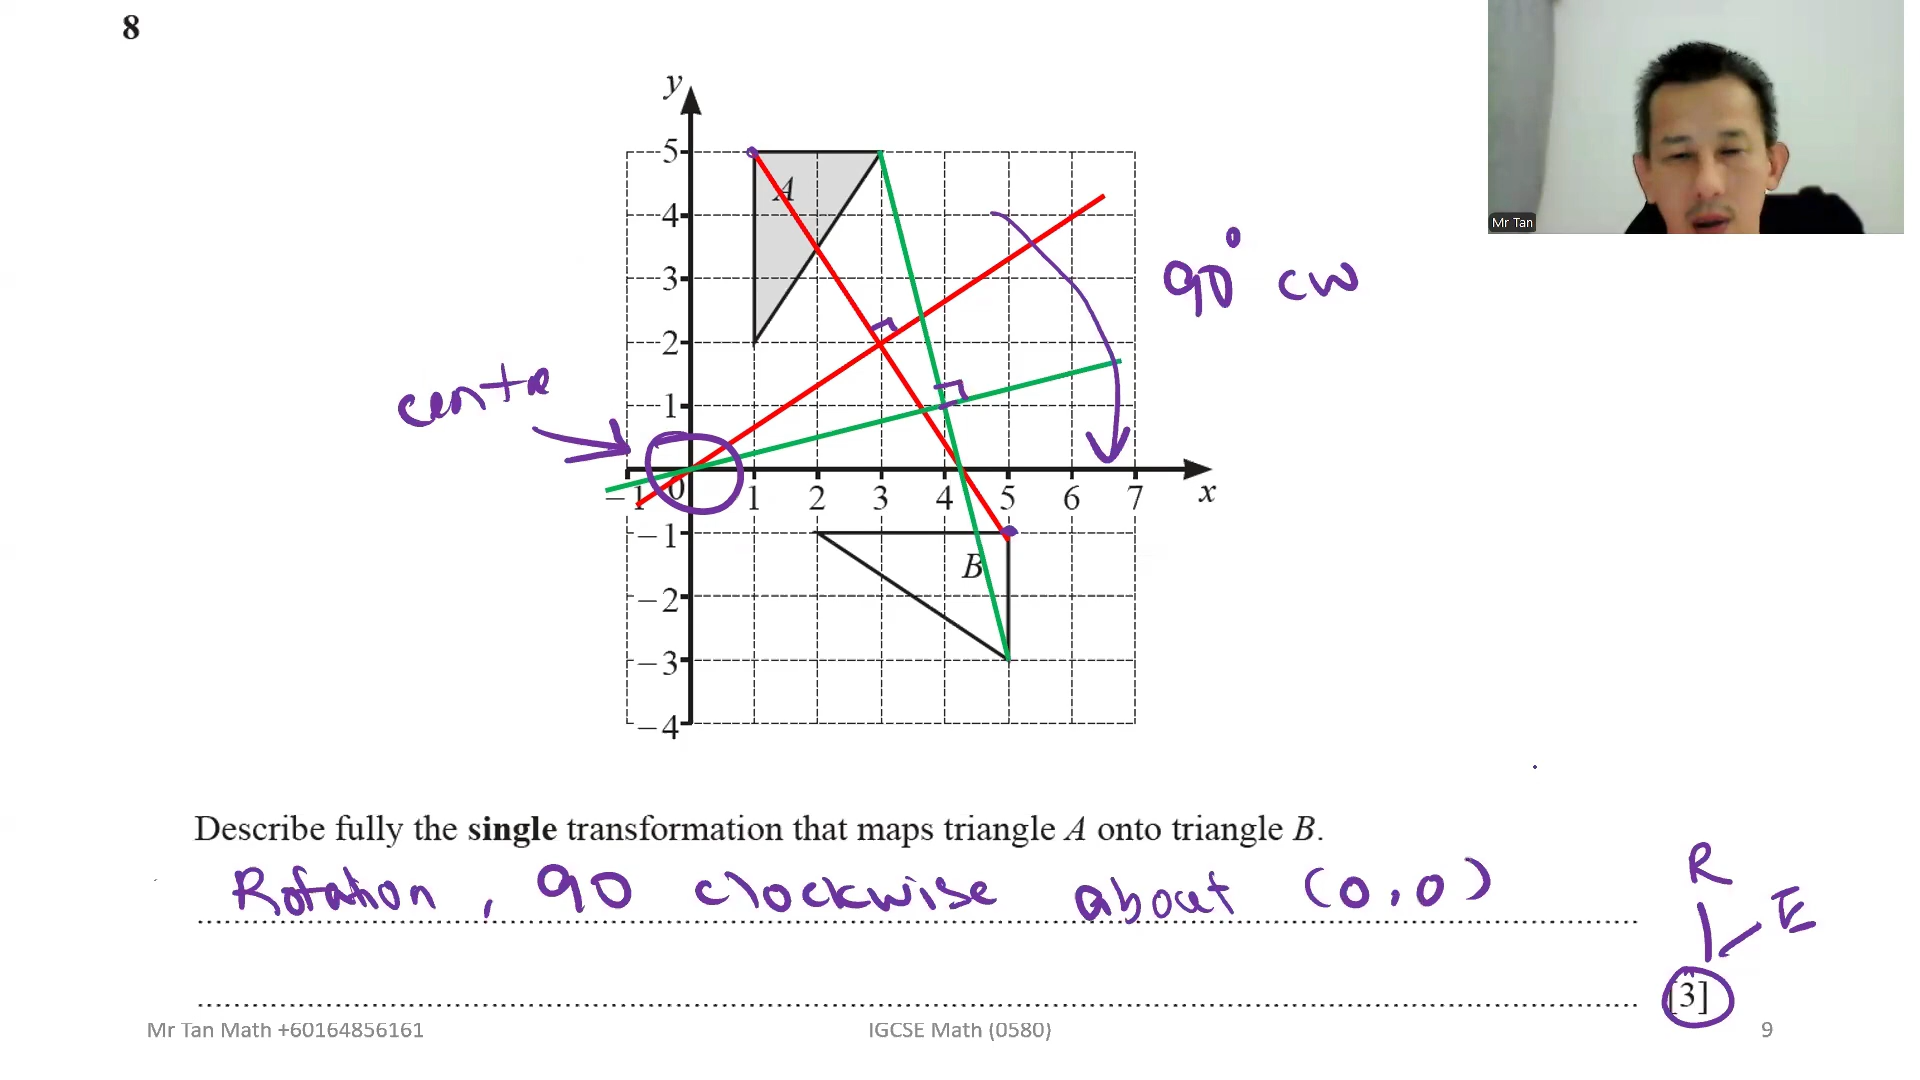 8
y
5
A
4
3
90° cw
2
centre
1
-1 0 1 2 3 4 5 6 7 x
-1
B
-2
-3
-4
Mr Tan
Describe fully the single transformation that maps triangle A onto triangle B.
Rotation, 90 clockwise about (0,0)
R
E
[3]
Mr Tan Math +60164856161 IGCSE Math (0580) 9